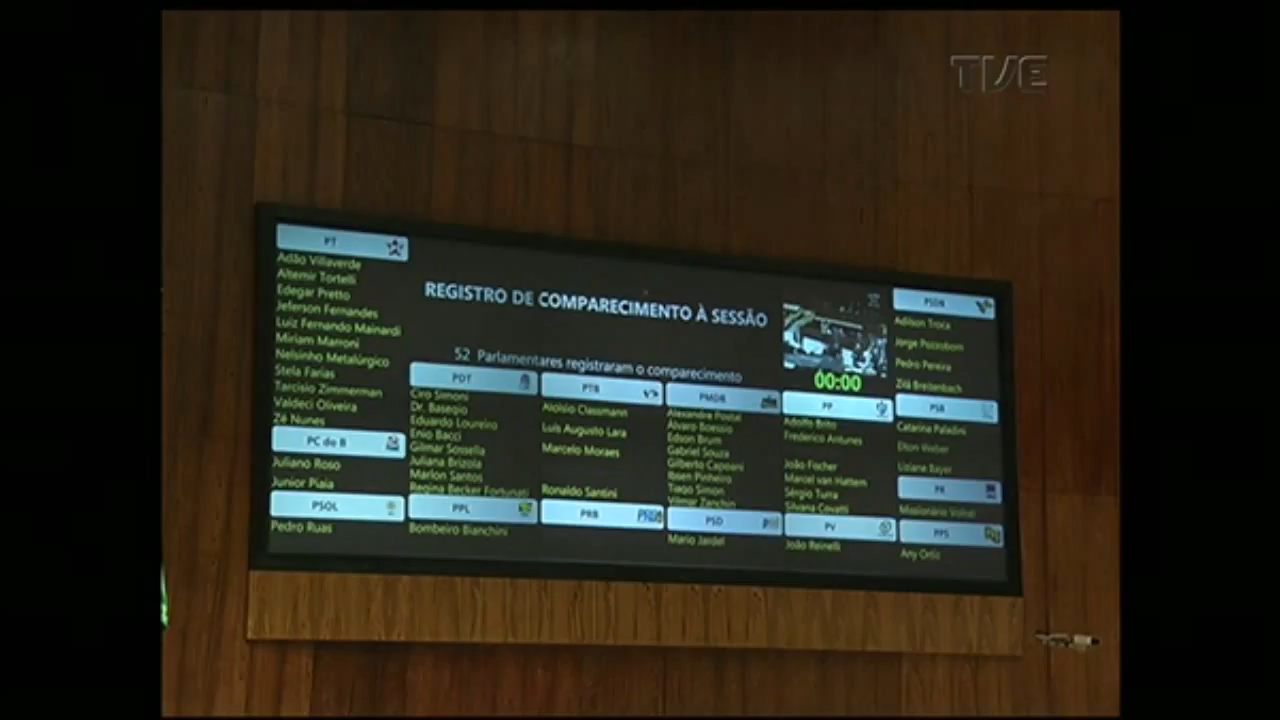 TVE
PT
Adão Villaverde
Altemir Tortelli
Edegar Pretto
Jeferson Fernandes
Luiz Fernando Mainardi
Miriam Marroni
Nelsinho Metalúrgico
Stela Farias
Tarcísio Zimmerman
Valdeci Oliveira
Zé Nunes
PC do B
Juliano Roso
Junior Piaia
PSOL
Pedro Ruas
REGISTRO DE COMPARECIMENTO À SESSÃO
52 Parlamentares registraram o comparecimento
00:00
PDT
Ciro Simoni
Dr. Basegio
Eduardo Loureiro
Enio Bacci
Gilmar Sossella
Juliana Brizola
Marlon Santos
Regina Becker Fortunati
PPL
Bombeiro Bianchini
PTB
Aloísio Classmann
Luís Augusto Lara
Marcelo Moraes
Ronaldo Santini
PRB
PMDB
Alexandre Postal
Álvaro Boessio
Edson Brum
Gabriel Souza
Gilberto Capoani
Ibsen Pinheiro
Tiago Simon
Vilmar Zanchin
PSD
Mario Jardel
PP
Adolfo Brito
Frederico Antunes
João Fischer
Marcel van Hattem
Sérgio Turra
Silvana Covatti
PV
João Reinelli
PSDB
Adilson Troca
Jorge Pozzobom
Pedro Pereira
Zilá Breitenbach
PSB
Catarina Paladini
Elton Weber
Liziane Bayer
PR
Missionário Volnei
PPS
Any Ortiz